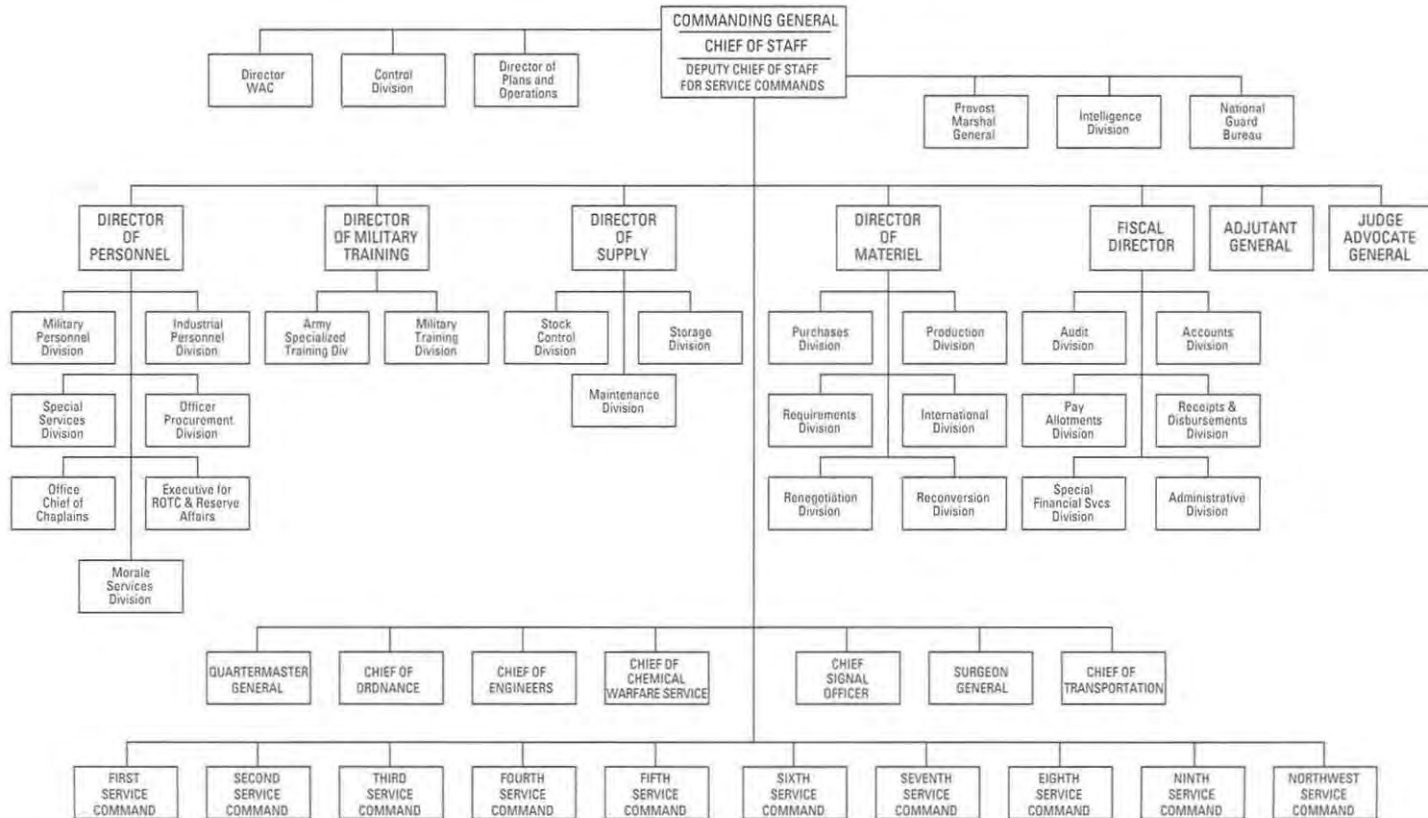 COMMANDING GENERAL
CHIEF OF STAFF
DEPUTY CHIEF OF STAFF
FOR SERVICE COMMANDS
Director
WAC
Control
Division
Director of
Plans and
Operations
Provost
Marshal
General
Intelligence
Division
National
Guard
Bureau
DIRECTOR
OF
PERSONNEL
DIRECTOR
OF MILITARY
TRAINING
DIRECTOR
OF
SUPPLY
DIRECTOR
OF
MATERIEL
FISCAL
DIRECTOR
ADJUTANT
GENERAL
JUDGE
ADVOCATE
GENERAL
Military
Personnel
Division
Industrial
Personnel
Division
Army
Specialized
Training Div
Military
Training
Division
Stock
Control
Division
Storage
Division
Purchases
Division
Production
Division
Audit
Division
Accounts
Division
Special
Services
Division
Officer
Procurement
Division
Maintenance
Division
Requirements
Division
International
Division
Pay
Allotments
Division
Receipts &
Disbursements
Division
Office
Chief of
Chaplains
Executive for
ROTC & Reserve
Affairs
Renegotiation
Division
Reconversion
Division
Special
Financial Svcs
Division
Administrative
Division
Morale
Services
Division
QUARTERMASTER
GENERAL
CHIEF OF
ORDNANCE
CHIEF OF
ENGINEERS
CHIEF OF
CHEMICAL
WARFARE SERVICE
CHIEF
SIGNAL
OFFICER
SURGEON
GENERAL
CHIEF OF
TRANSPORTATION
FIRST
SERVICE
COMMAND
SECOND
SERVICE
COMMAND
THIRD
SERVICE
COMMAND
FOURTH
SERVICE
COMMAND
FIFTH
SERVICE
COMMAND
SIXTH
SERVICE
COMMAND
SEVENTH
SERVICE
COMMAND
EIGHTH
SERVICE
COMMAND
NINTH
SERVICE
COMMAND
NORTHWEST
SERVICE
COMMAND